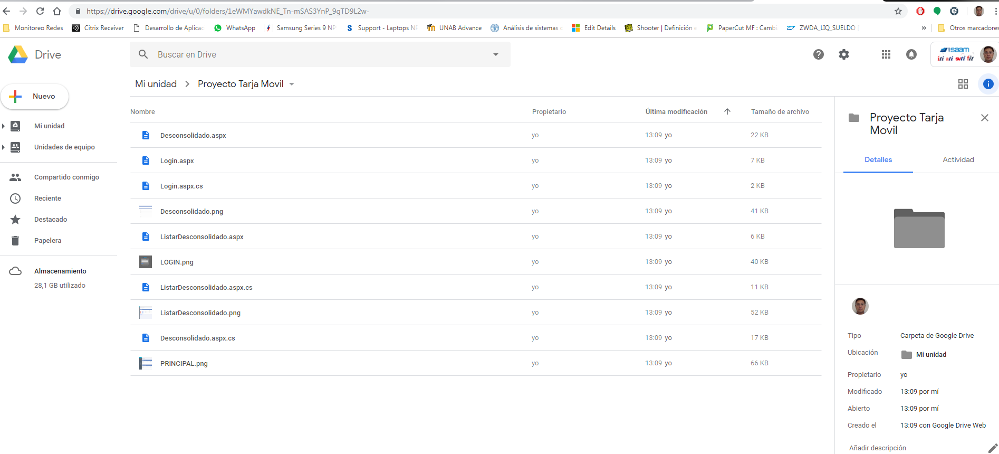 https://drive.google.com/drive/u/0/folders/1eWMYawdkNE_Tn-mSAS3YnP_9gTD9L2w-
Monitoreo Redes Citrix Receiver Desarrollo de Aplicac WhatsApp Samsung Series 9 NP Support - Laptops NP UNAB Advance Análisis de sistemas Edit Details Shooter | Definición e PaperCut MF : Cambi ZWDA_LIQ_SUELDO » Otros marcadores
Drive
Buscar en Drive
saam
iti ati svti fit
Mi unidad > Proyecto Tarja Movil
Nuevo
Mi unidad
Unidades de equipo
Compartido conmigo
Reciente
Destacado
Papelera
Almacenamiento
28,1 GB utilizado
Nombre Propietario Última modificación Tamaño de archivo
Desconsolidado.aspx yo 13:09 yo 22 KB
Login.aspx yo 13:09 yo 7 KB
Login.aspx.cs yo 13:09 yo 2 KB
Desconsolidado.png yo 13:09 yo 41 KB
ListarDesconsolidado.aspx yo 13:09 yo 6 KB
LOGIN.png yo 13:09 yo 40 KB
ListarDesconsolidado.aspx.cs yo 13:09 yo 11 KB
ListarDesconsolidado.png yo 13:09 yo 52 KB
Desconsolidado.aspx.cs yo 13:09 yo 17 KB
PRINCIPAL.png yo 13:09 yo 66 KB
Proyecto Tarja
Movil
Detalles Actividad
Tipo Carpeta de Google Drive
Ubicación Mi unidad
Propietario yo
Modificado 13:09 por mí
Abierto 13:09 por mí
Creado el 13:09 con Google Drive Web
Añadir descripción